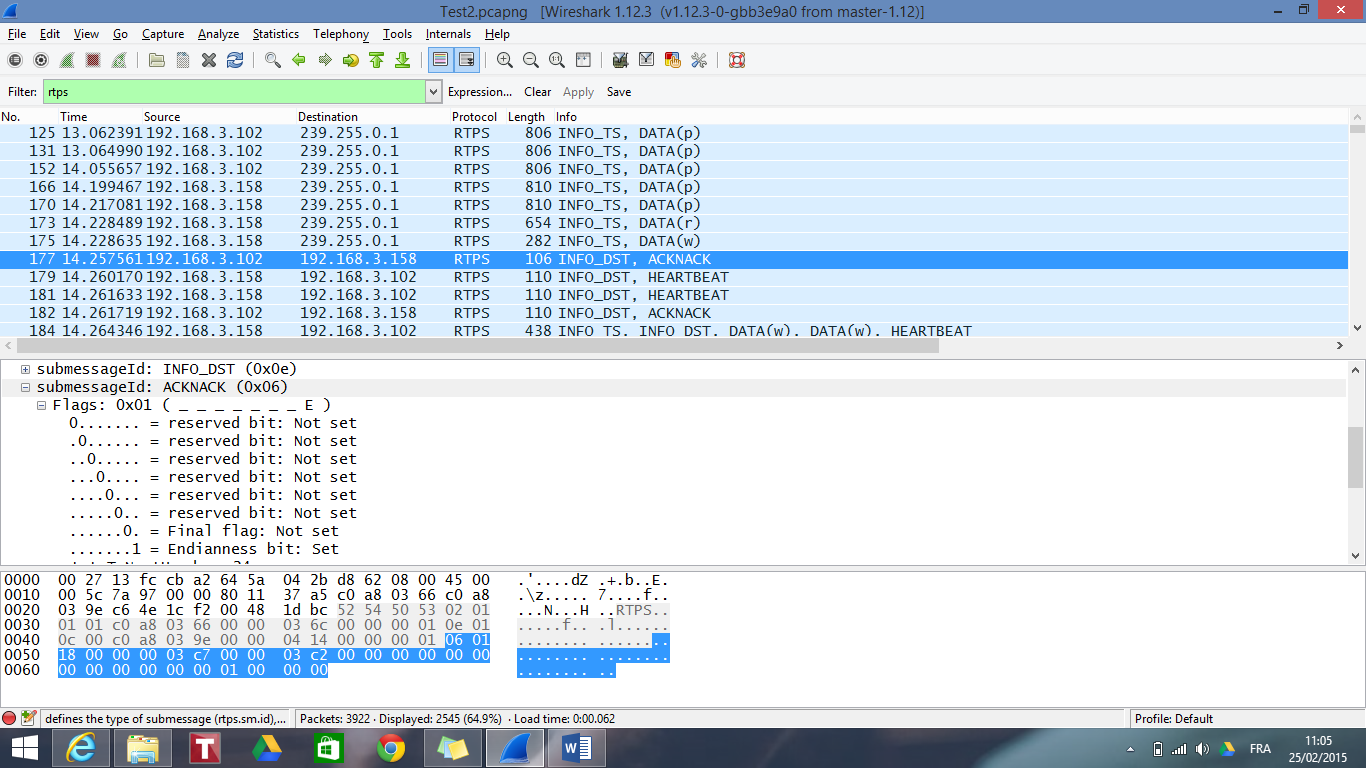 Test2.pcapng [Wireshark 1.12.3 (v1.12.3-0-gbb3e9a0 from master-1.12)]
File Edit View Go Capture Analyze Statistics Telephony Tools Internals Help
Filter: rtps Expression... Clear Apply Save
No. Time Source Destination Protocol Length Info
125 13.062391 192.168.3.102 239.255.0.1 RTPS 806 INFO_TS, DATA(p)
131 13.064990 192.168.3.102 239.255.0.1 RTPS 806 INFO_TS, DATA(p)
152 14.055657 192.168.3.102 239.255.0.1 RTPS 806 INFO_TS, DATA(p)
166 14.199467 192.168.3.158 239.255.0.1 RTPS 810 INFO_TS, DATA(p)
170 14.217081 192.168.3.158 239.255.0.1 RTPS 810 INFO_TS, DATA(p)
173 14.228489 192.168.3.158 239.255.0.1 RTPS 654 INFO_TS, DATA(r)
175 14.228635 192.168.3.158 239.255.0.1 RTPS 282 INFO_TS, DATA(w)
177 14.257561 192.168.3.102 192.168.3.158 RTPS 106 INFO_DST, ACKNACK
179 14.260170 192.168.3.158 192.168.3.102 RTPS 110 INFO_DST, HEARTBEAT
181 14.261633 192.168.3.158 192.168.3.102 RTPS 110 INFO_DST, HEARTBEAT
182 14.261719 192.168.3.102 192.168.3.158 RTPS 110 INFO_DST, ACKNACK
184 14.264346 192.168.3.158 192.168.3.102 RTPS 438 INFO_TS, INFO_DST, DATA(w), DATA(w), HEARTBEAT
submessageId: INFO_DST (0x0e)
submessageId: ACKNACK (0x06)
Flags: 0x01 ( _ _ _ _ _ _ _ E )
0....... = reserved bit: Not set
.0...... = reserved bit: Not set
..0..... = reserved bit: Not set
...0.... = reserved bit: Not set
....0... = reserved bit: Not set
.....0.. = reserved bit: Not set
......0. = Final flag: Not set
.......1 = Endianness bit: Set
0000 00 27 13 fc cb a2 64 5a 04 2b d8 62 08 00 45 00 .'....dZ .+.b..E.
0010 00 5c 7a 97 00 00 80 11 37 a5 c0 a8 03 66 c0 a8 .\z..... 7....f..
0020 03 9e c6 4e 1c f2 00 48 1d bc 52 54 50 53 02 01 ...N...H ..RTPS..
0030 01 01 c0 a8 03 66 00 00 03 6c 00 00 00 01 0e 01 .....f.. .l......
0040 0c 00 c0 a8 03 9e 00 00 04 14 00 00 00 01 06 01 ........ ........
0050 18 00 00 00 03 c7 00 00 03 c2 00 00 00 00 00 00 ........ ........
0060 00 00 00 00 00 01 00 00 00 00 ........ ..
defines the type of submessage (rtps.sm.id),... Packets: 3922 · Displayed: 2545 (64.9%) · Load time: 0:00.062 Profile: Default
FRA
11:05
25/02/2015